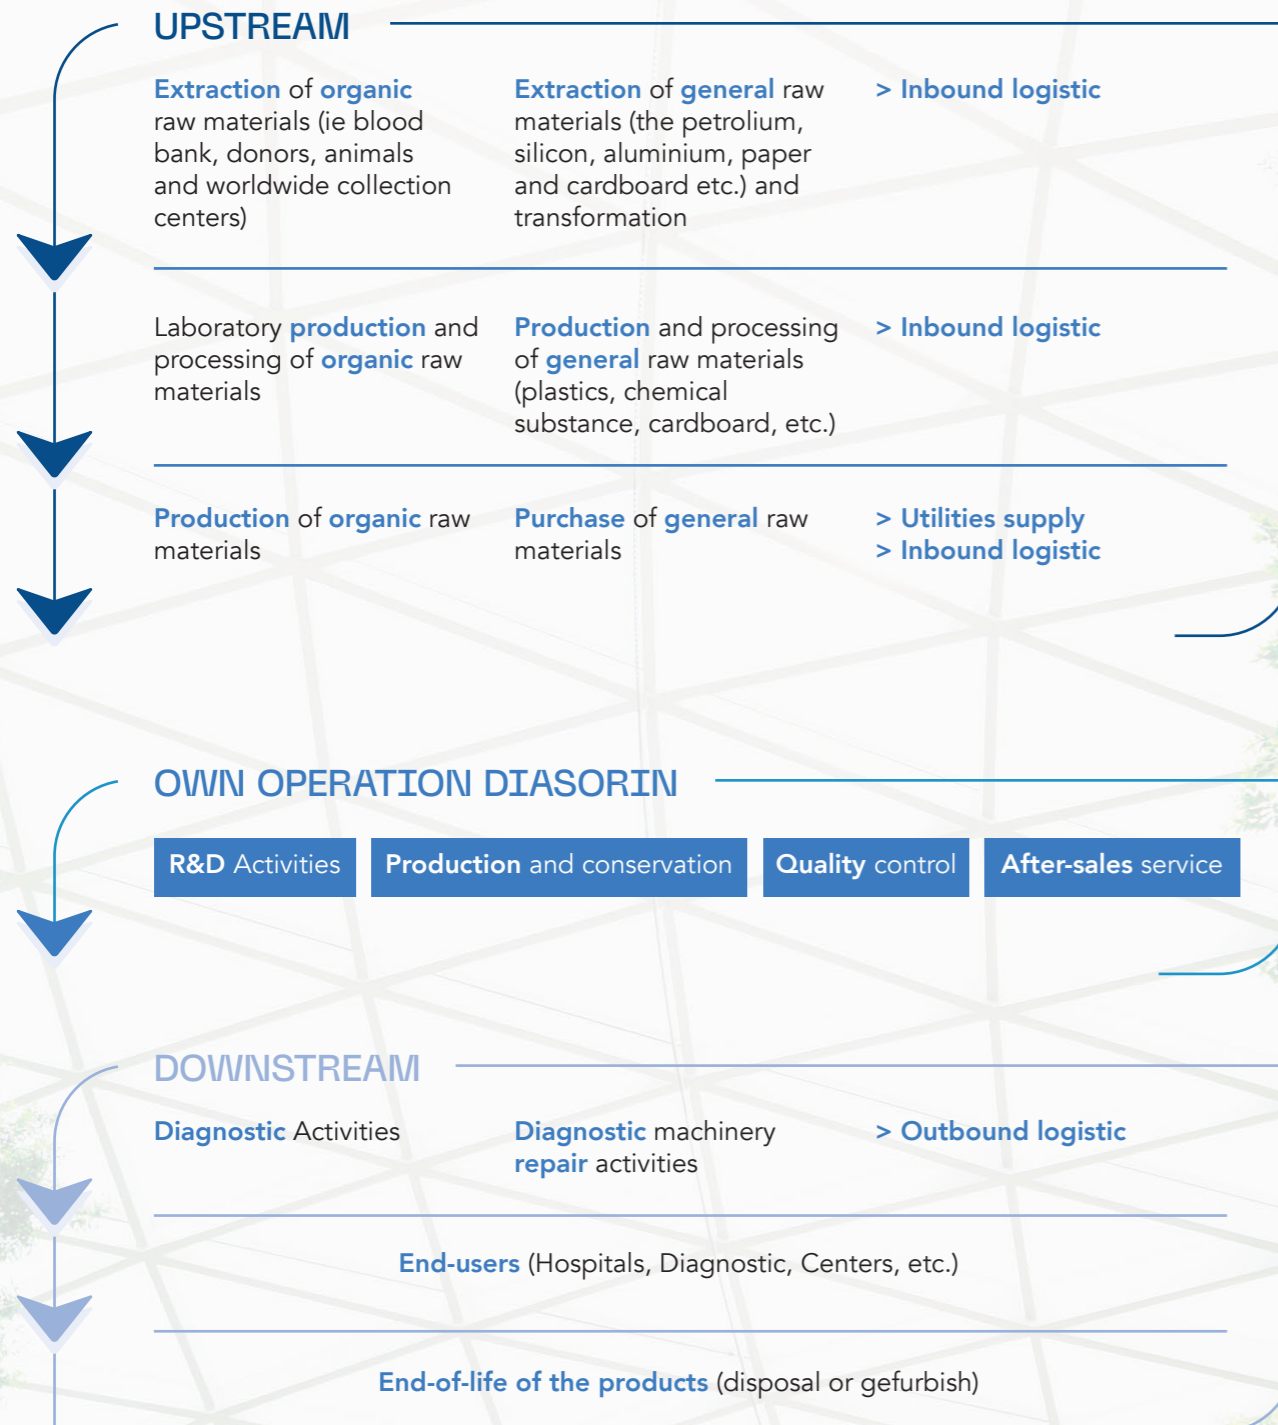 UPSTREAM
Extraction of organic
raw materials (ie blood
bank, donors, animals
and worldwide collection
centers)
Extraction of general raw
materials (the petrolium,
silicon, aluminium, paper
and cardboard etc.) and
transformation
> Inbound logistic
Laboratory production and
processing of organic raw
materials
Production and processing
of general raw materials
(plastics, chemical
substance, cardboard, etc.)
> Inbound logistic
Production of organic raw
materials
Purchase of general raw
materials
> Utilities supply
> Inbound logistic
OWN OPERATION DIASORIN
R&D Activities
Production and conservation
Quality control
After-sales service
DOWNSTREAM
Diagnostic Activities
Diagnostic machinery
repair activities
> Outbound logistic
End-users (Hospitals, Diagnostic, Centers, etc.)
End-of-life of the products (disposal or gefurbish)